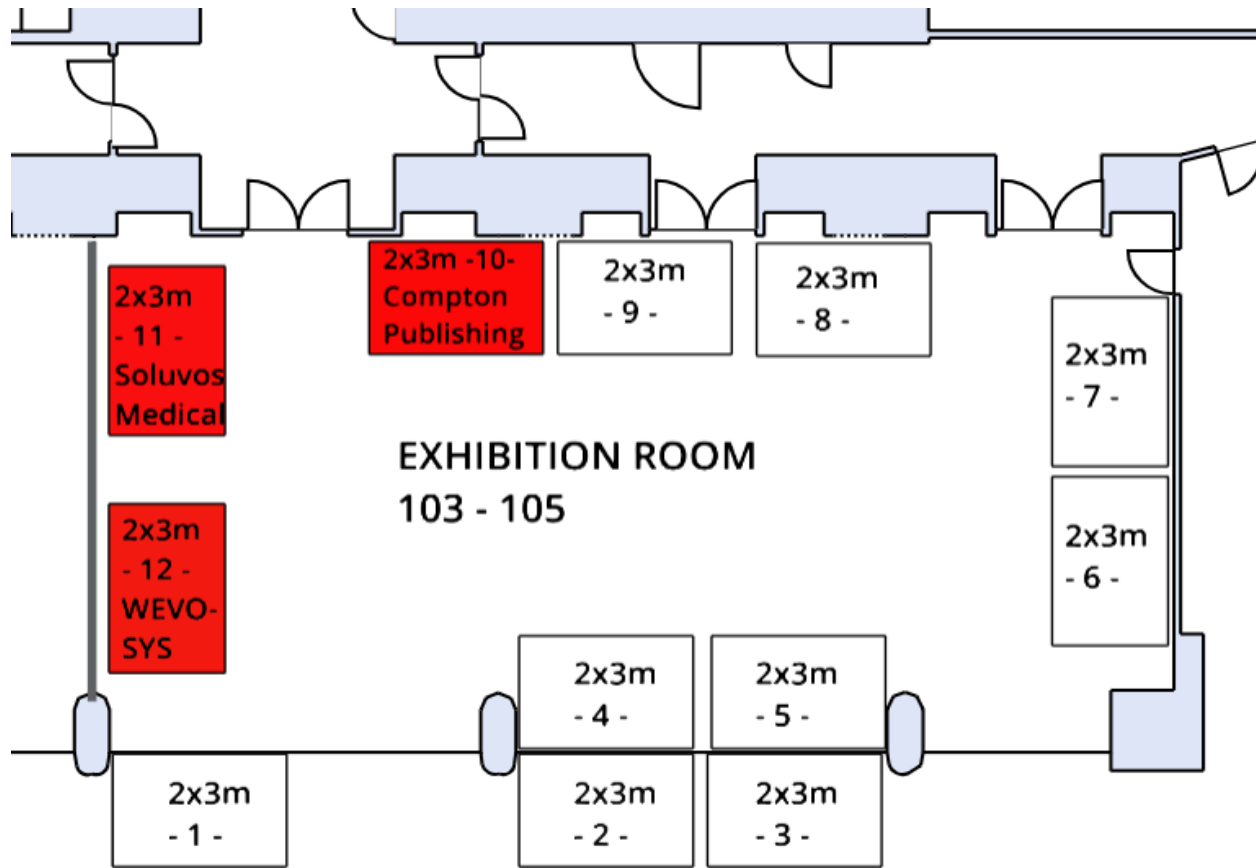 2x3m -10-
Compton
Publishing
2x3m
- 9 -
2x3m
- 8 -
2x3m
- 11 -
Soluvos
Medical
2x3m
- 7 -
EXHIBITION ROOM
103 - 105
2x3m
- 12 -
WEVO-
SYS
2x3m
- 6 -
2x3m
- 4 -
2x3m
- 5 -
2x3m
- 1 -
2x3m
- 2 -
2x3m
- 3 -